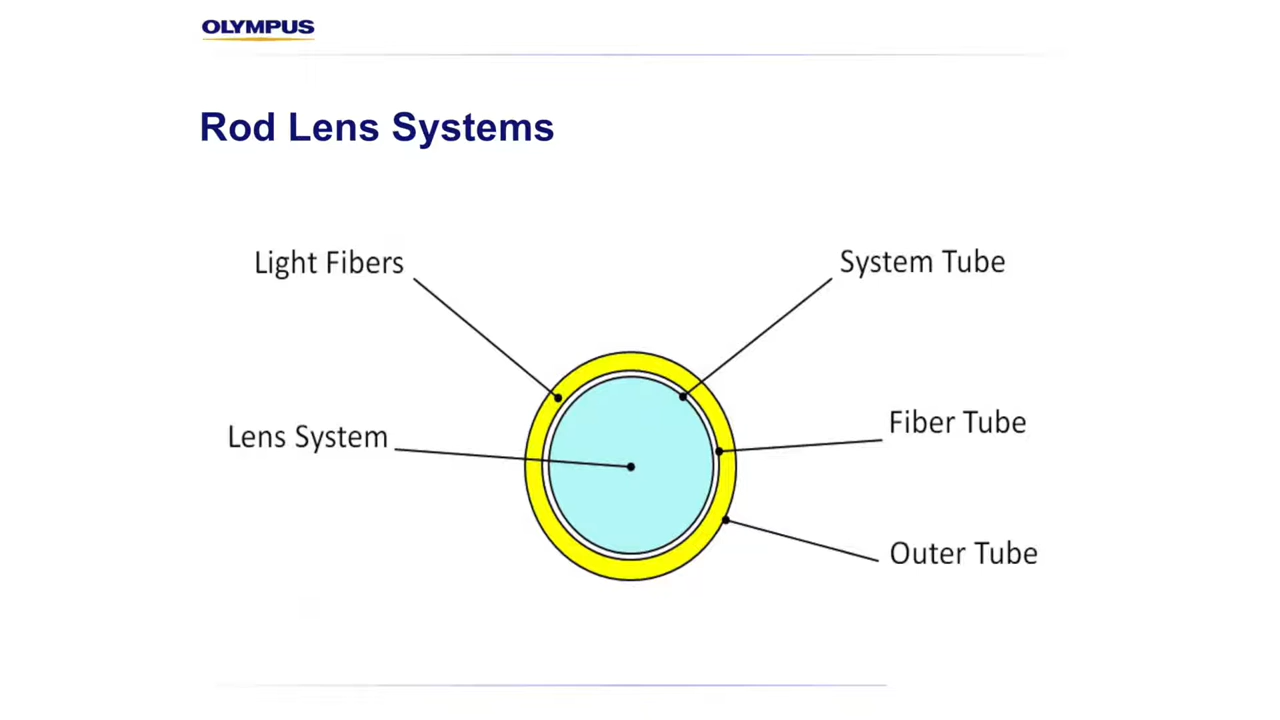 OLYMPUS
Rod Lens Systems
Light Fibers
System Tube
Lens System
Fiber Tube
Outer Tube